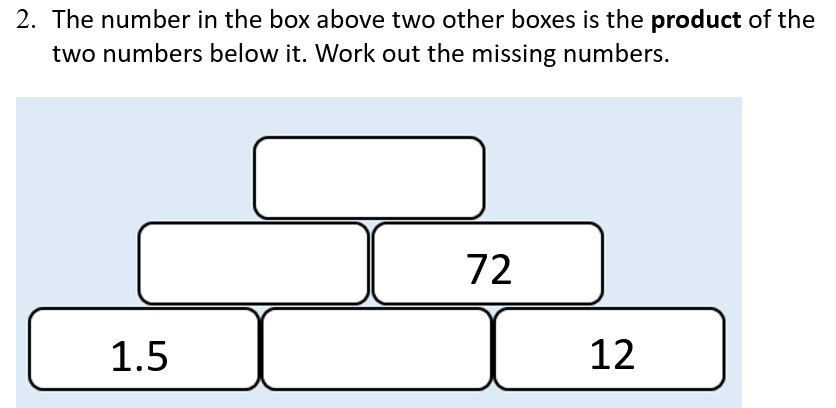 2. The number in the box above two other boxes is the product of the
two numbers below it. Work out the missing numbers.
72
1.5
12